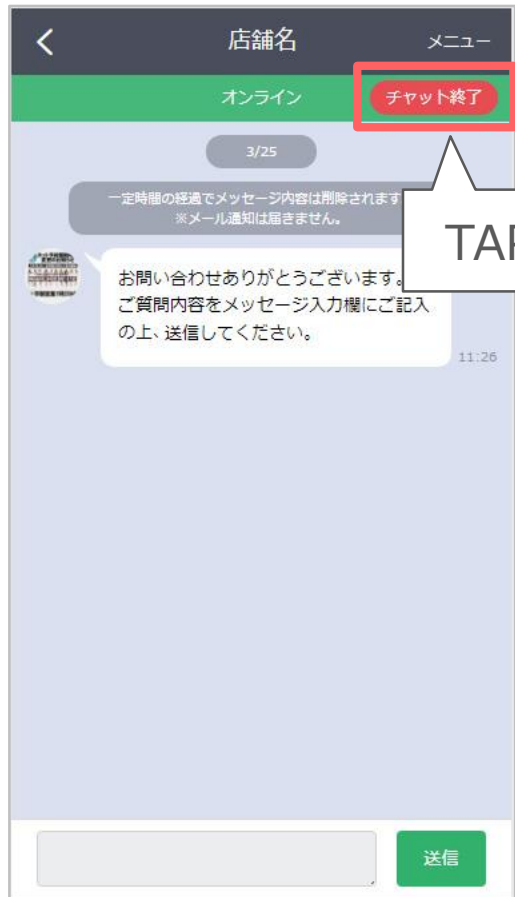 店舗名
メニュー
オンライン
チャット終了
3/25
一定時間の経過でメッセージ内容は削除されます
※メール通知は届きません。
TAP
お問い合わせありがとうございます。
ご質問内容をメッセージ入力欄にご記入
の上、送信してください。
11:26
送信